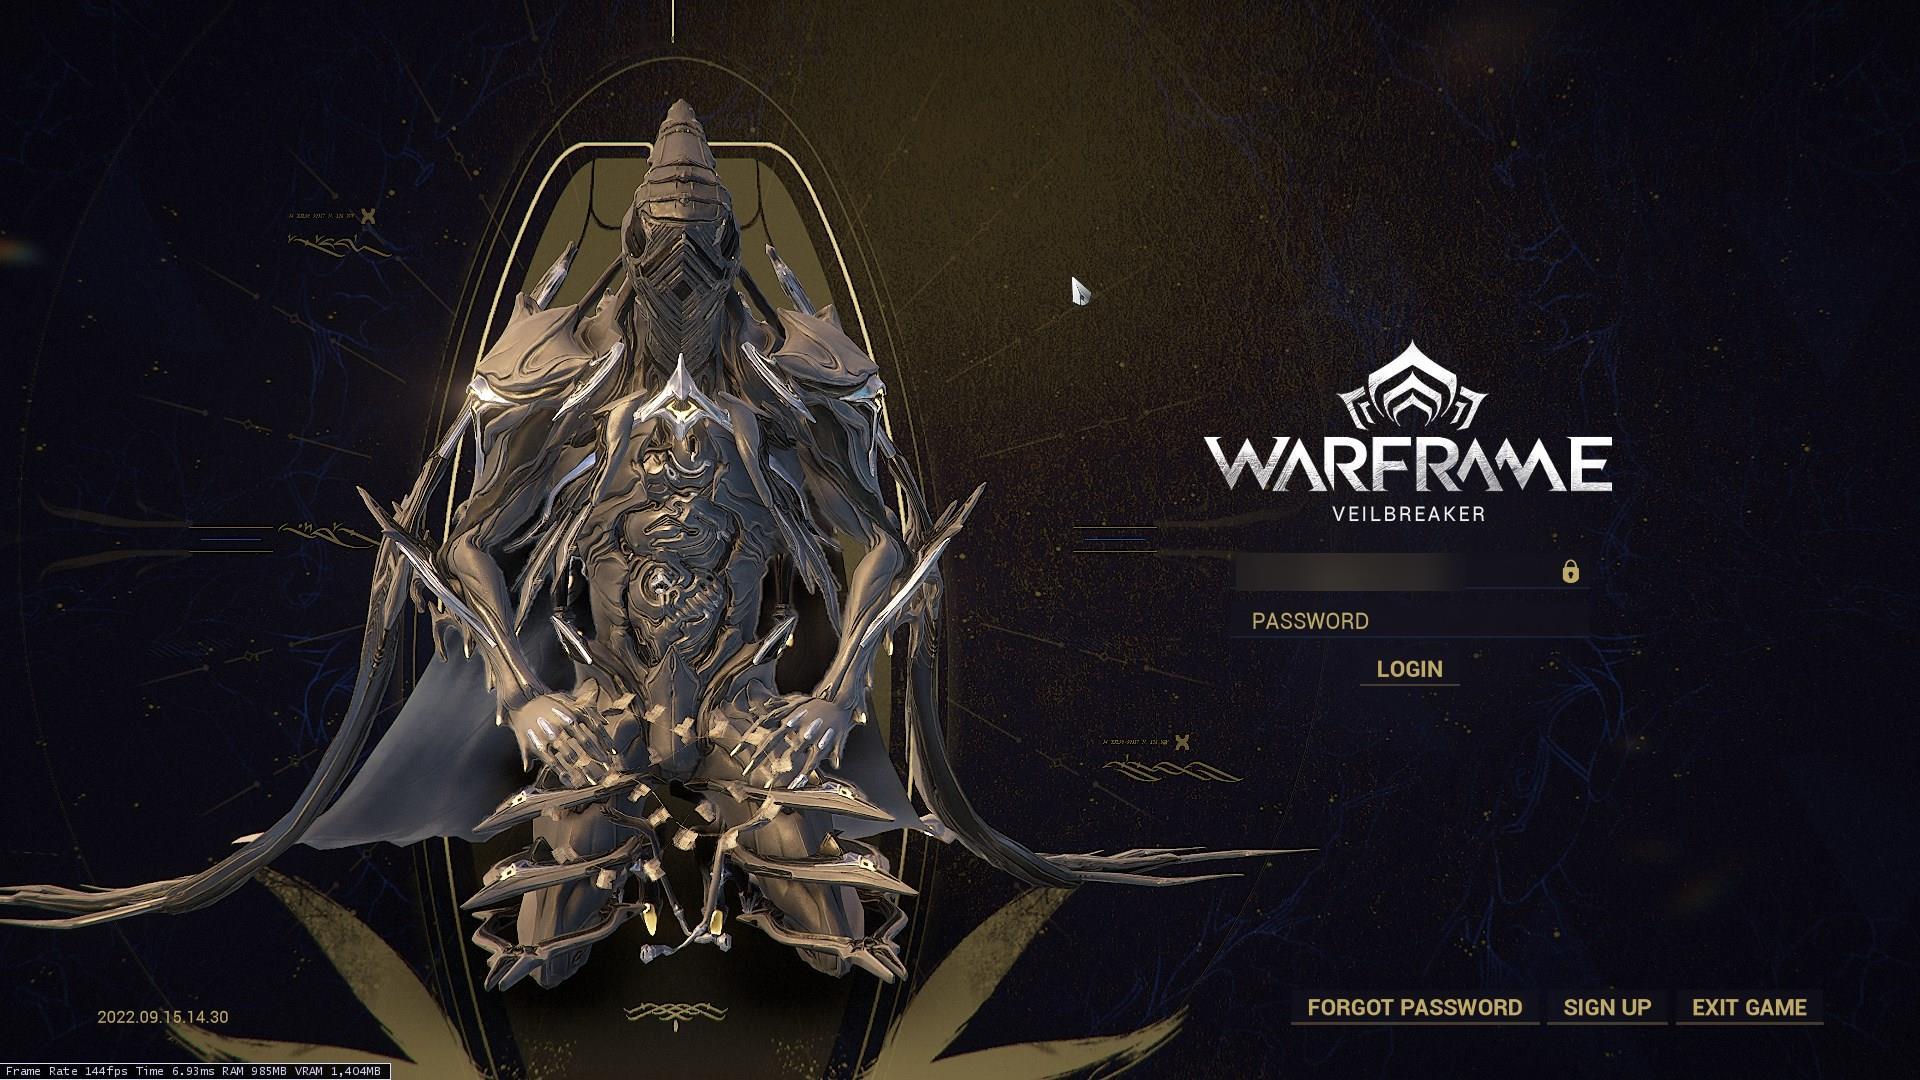 WARFRAME
VEILBREAKER
PASSWORD
LOGIN
2022.09.15.14.30
FORGOT PASSWORD
SIGN UP
EXIT GAME
Frame Rate 144fps Time 6.93ms RAM 985MB VRAM 1,404MB